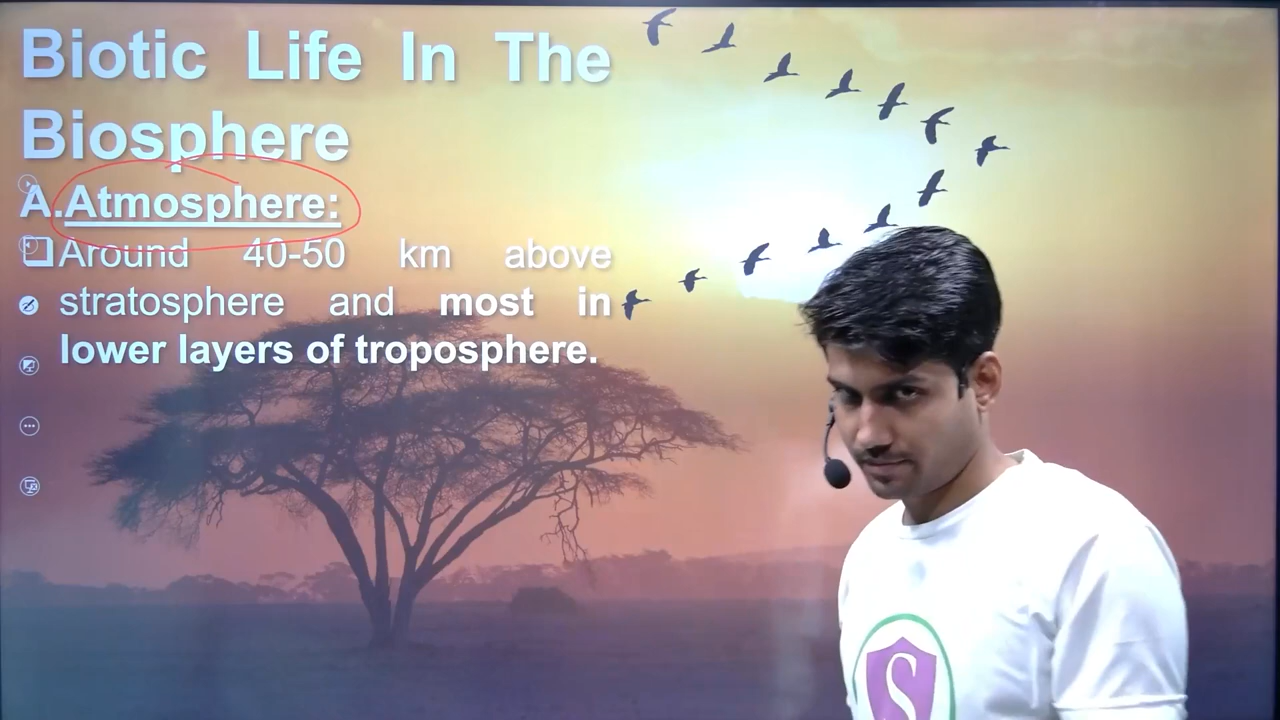 Biotic Life In The
Biosphere
A.Atmosphere:
Around 40-50 km above
stratosphere and most in
lower layers of troposphere.
S